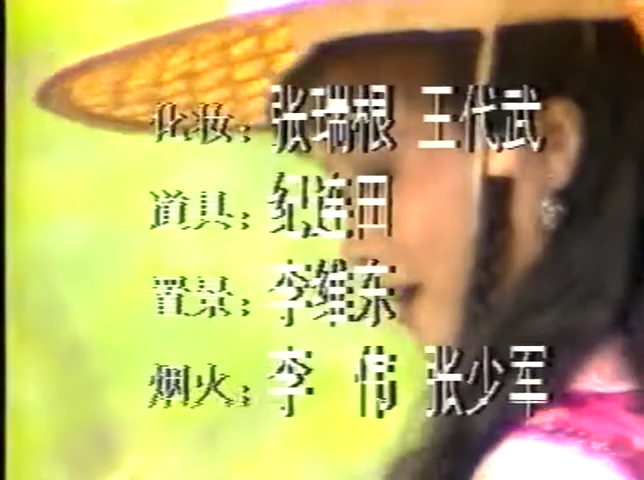 化妆：张瑞根 王代武
道具：纪连田
置景：李维东
烟火：李 伟 张少军